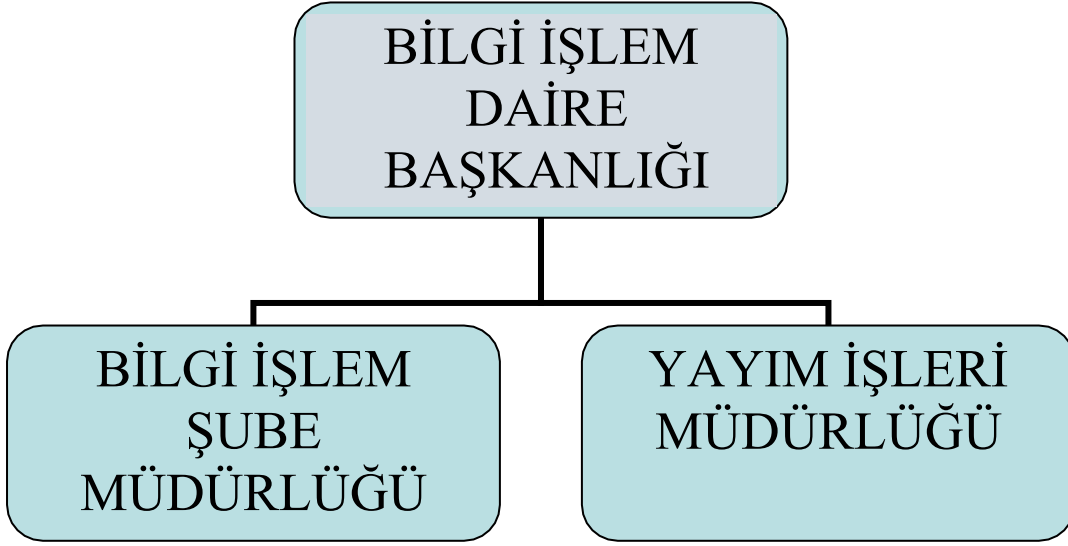 BİLGİ İŞLEM
DAİRE
BAŞKANLIĞI
BİLGİ İŞLEM
ŞUBE
MÜDÜRLÜĞÜ
YAYIM İŞLERİ
MÜDÜRLÜĞÜ